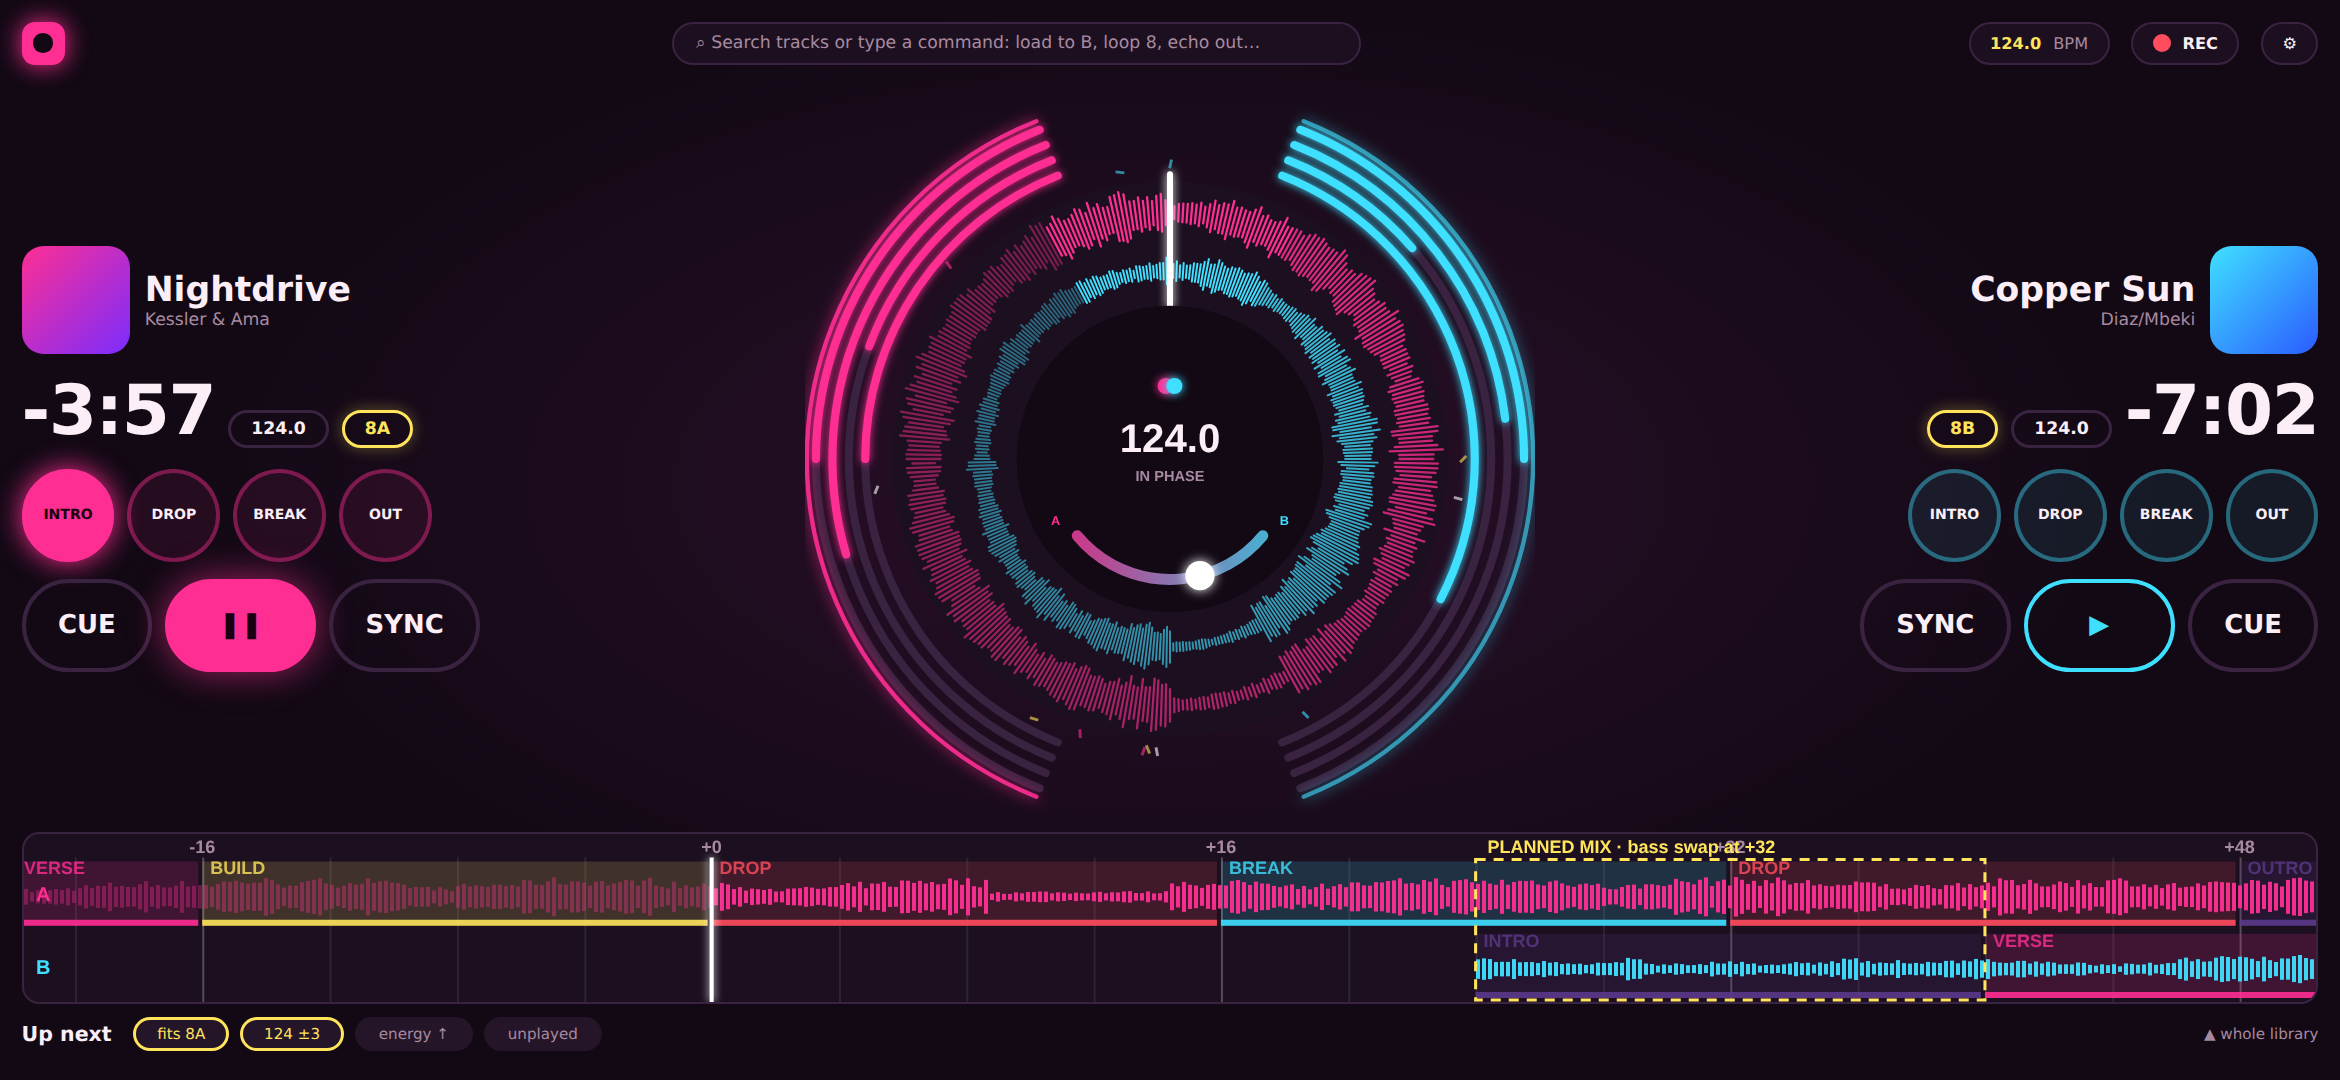 ⌕ Search tracks or type a command: load to B, loop 8, echo out…
124.0 BPM
REC
Nightdrive
Kessler & Ama
-3:57
124.0
8A
INTRO
DROP
BREAK
OUT
CUE
SYNC
124.0
IN PHASE
A
B
Copper Sun
Diaz/Mbeki
8B
124.0
-7:02
INTRO
DROP
BREAK
OUT
SYNC
CUE
-16
+0
+16
PLANNED MIX · bass swap at +32
+32
+48
VERSE
BUILD
DROP
BREAK
DROP
OUTRO
A
INTRO
VERSE
B
Up next
fits 8A
124 ±3
energy ↑
unplayed
▲ whole library